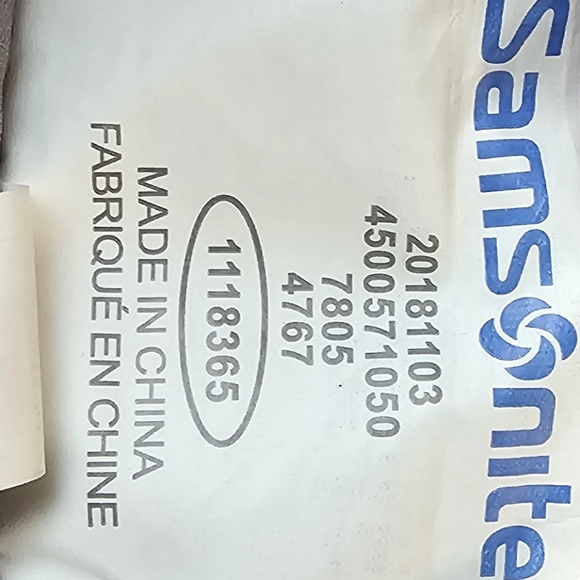 Samsonite
20181103
4500571050
7805
4767
1118365
MADE IN CHINA
FABRIQUÉ EN CHINE